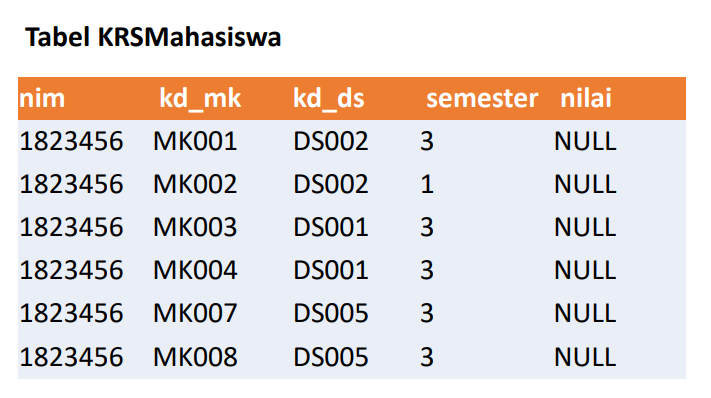 Tabel KRSMahasiswa
nim kd_mk kd_ds semester nilai
1823456 MK001 DS002 3 NULL
1823456 MK002 DS002 1 NULL
1823456 MK003 DS001 3 NULL
1823456 MK004 DS001 3 NULL
1823456 MK007 DS005 3 NULL
1823456 MK008 DS005 3 NULL